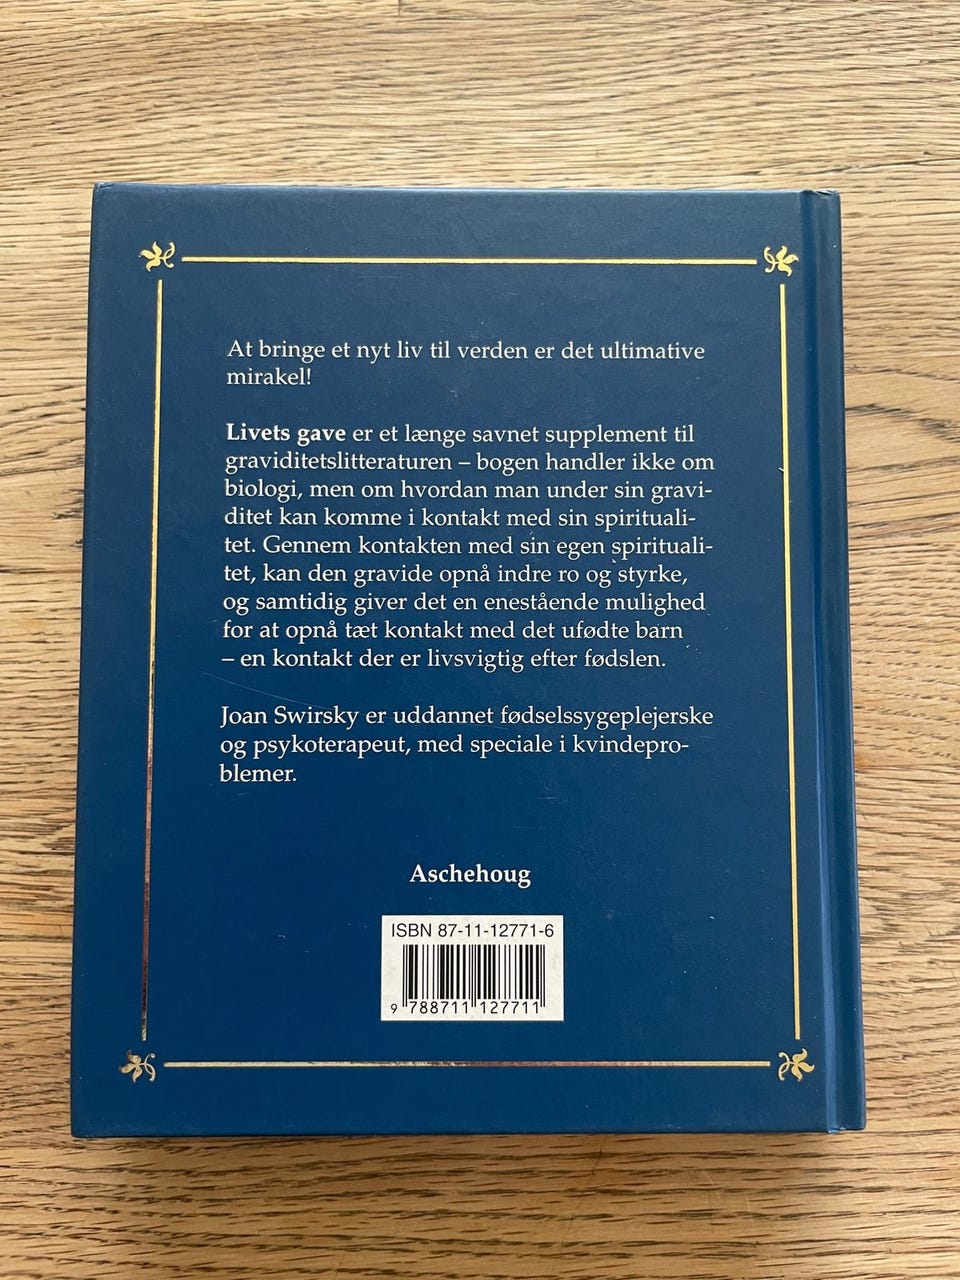 At bringe et nyt liv til verden er det ultimative
mirakel!
Livets gave er et længe savnet supplement til
graviditetslitteraturen – bogen handler ikke om
biologi, men om hvordan man under sin gravi-
ditet kan komme i kontakt med sin spirituali-
tet. Gennem kontakten med sin egen spirituali-
tet, kan den gravide opnå indre ro og styrke,
og samtidig giver det en enestående mulighed
for at opnå tæt kontakt med det ufødte barn
– en kontakt der er livsvigtig efter fødslen.
Joan Swirsky er uddannet fødselssygeplejerske
og psykoterapeut, med speciale i kvindepro-
blemer.
Aschehoug
ISBN 87-11-12771-6
9 788711 127711